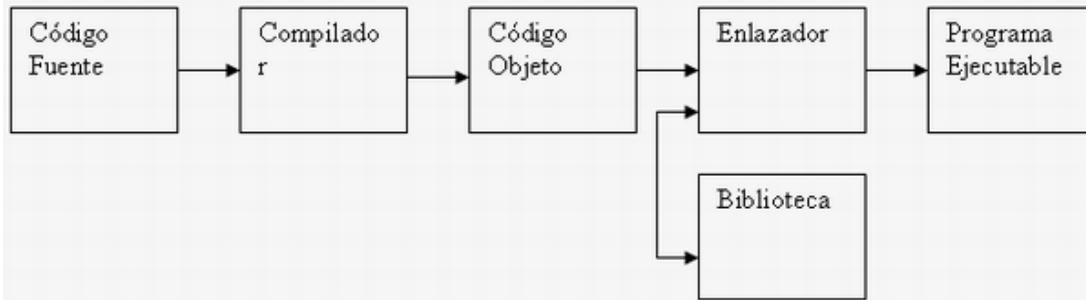 Código
Fuente
Compilado
r
Código
Objeto
Enlazador
Programa
Ejecutable
Biblioteca